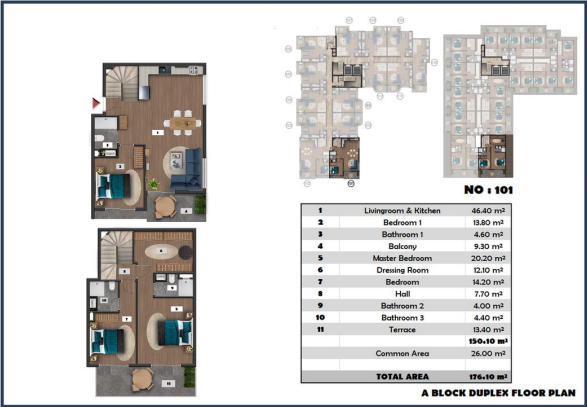 NO : 101
1 Livingroom & Kitchen 46.40 m²
2 Bedroom 1 13.80 m²
3 Bathroom 1 4.60 m²
4 Balcony 9.30 m²
5 Master Bedroom 20.20 m²
6 Dressing Room 12.10 m²
7 Bedroom 14.20 m²
8 Hall 7.70 m²
9 Bathroom 2 4.00 m²
10 Bathroom 3 4.40 m²
11 Terrace 13.40 m²
150.10 m²
Common Area 26.00 m²
TOTAL AREA 176.10 m²
A BLOCK DUPLEX FLOOR PLAN